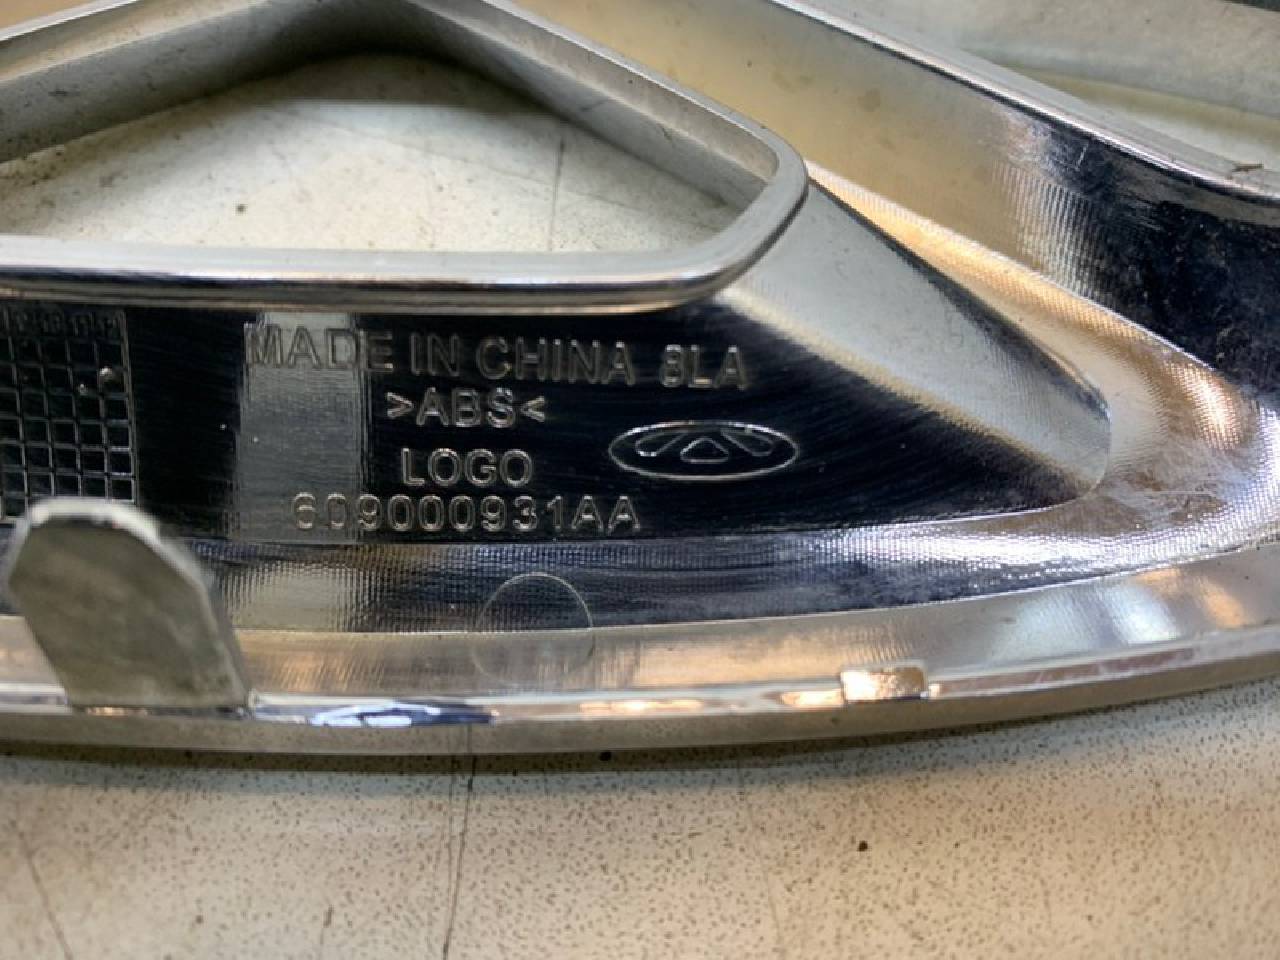 MADE IN CHINA 8LA
>ABS<
LOGO
609000931AA